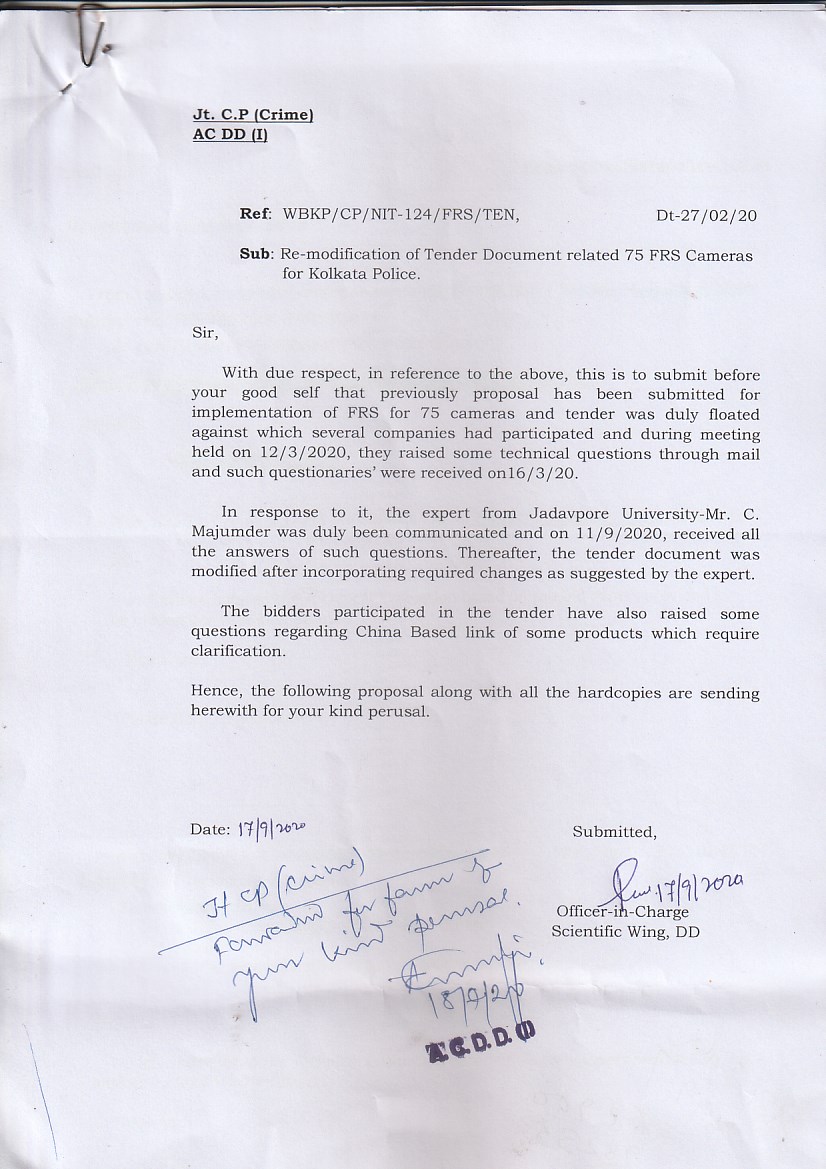 Jt. C.P (Crime)
AC DD (I)
Ref: WBKP/CP/NIT-124/FRS/TEN, Dt-27/02/20
Sub: Re-modification of Tender Document related 75 FRS Cameras
for Kolkata Police.
Sir,
With due respect, in reference to the above, this is to submit before
your good self that previously proposal has been submitted for
implementation of FRS for 75 cameras and tender was duly floated
against which several companies had participated and during meeting
held on 12/3/2020, they raised some technical questions through mail
and such questionaries' were received on16/3/20.
In response to it, the expert from Jadavpore University-Mr. C.
Majumder was duly been communicated and on 11/9/2020, received all
the answers of such questions. Thereafter, the tender document was
modified after incorporating required changes as suggested by the expert.
The bidders participated in the tender have also raised some
questions regarding China Based link of some products which require
clarification.
Hence, the following proposal along with all the hardcopies are sending
herewith for your kind perusal.
Date: 17/9/2020 Submitted,
17/9/2020
Officer-in-Charge
Scientific Wing, DD
Jt CP (Crime)
Forwarded for favour of
your kind perusal.
18/9/20
A.C.D.D.(I)